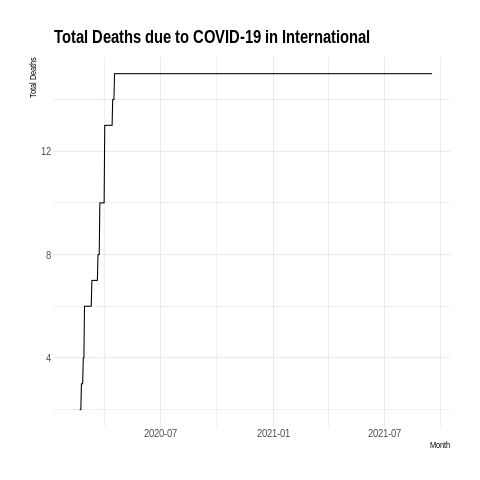 Total Deaths due to COVID-19 in International
Total Deaths
12
8
4
2020-07
2021-01
2021-07
Month